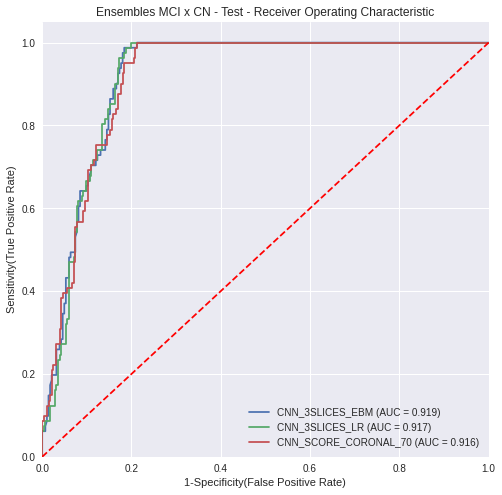 Ensembles MCI x CN - Test - Receiver Operating Characteristic
Sensitivity(True Positive Rate)
1.0
0.8
0.6
0.4
0.2
0.0
CNN_3SLICES_EBM (AUC = 0.919)
CNN_3SLICES_LR (AUC = 0.917)
CNN_SCORE_CORONAL_70 (AUC = 0.916)
0.0 0.2 0.4 0.6 0.8 1.0
1-Specificity(False Positive Rate)